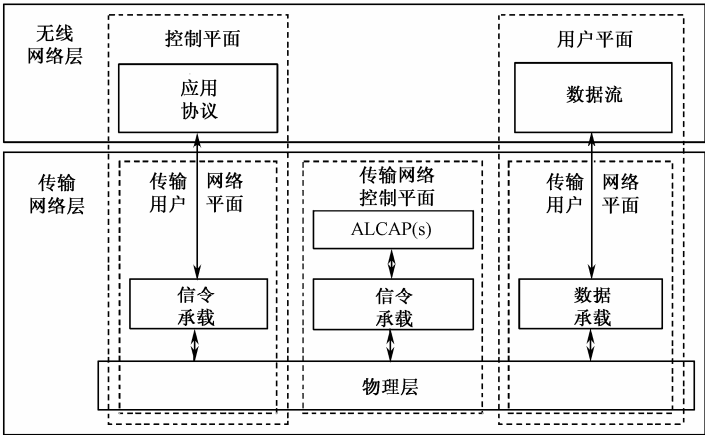 无线
网络层
控制平面
用户平面
应用
协议
数据流
传输
网络层
传输 网络
用户 平面
传输网络
控制平面
传输 网络
用户 平面
ALCAP(s)
信令
承载
信令
承载
数据
承载
物理层